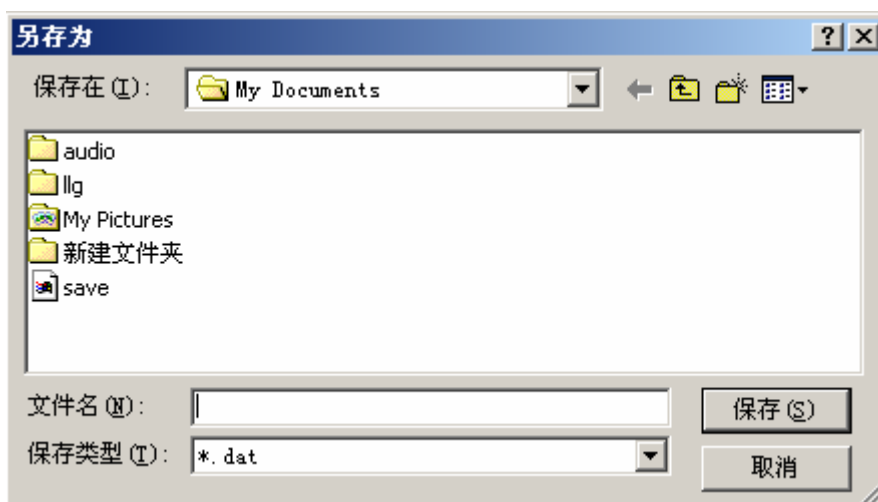 另存为
保存在(I): My Documents
audio
llg
My Pictures
新建文件夹
save
文件名(N): 保存(S)
保存类型(T): *.dat 取消